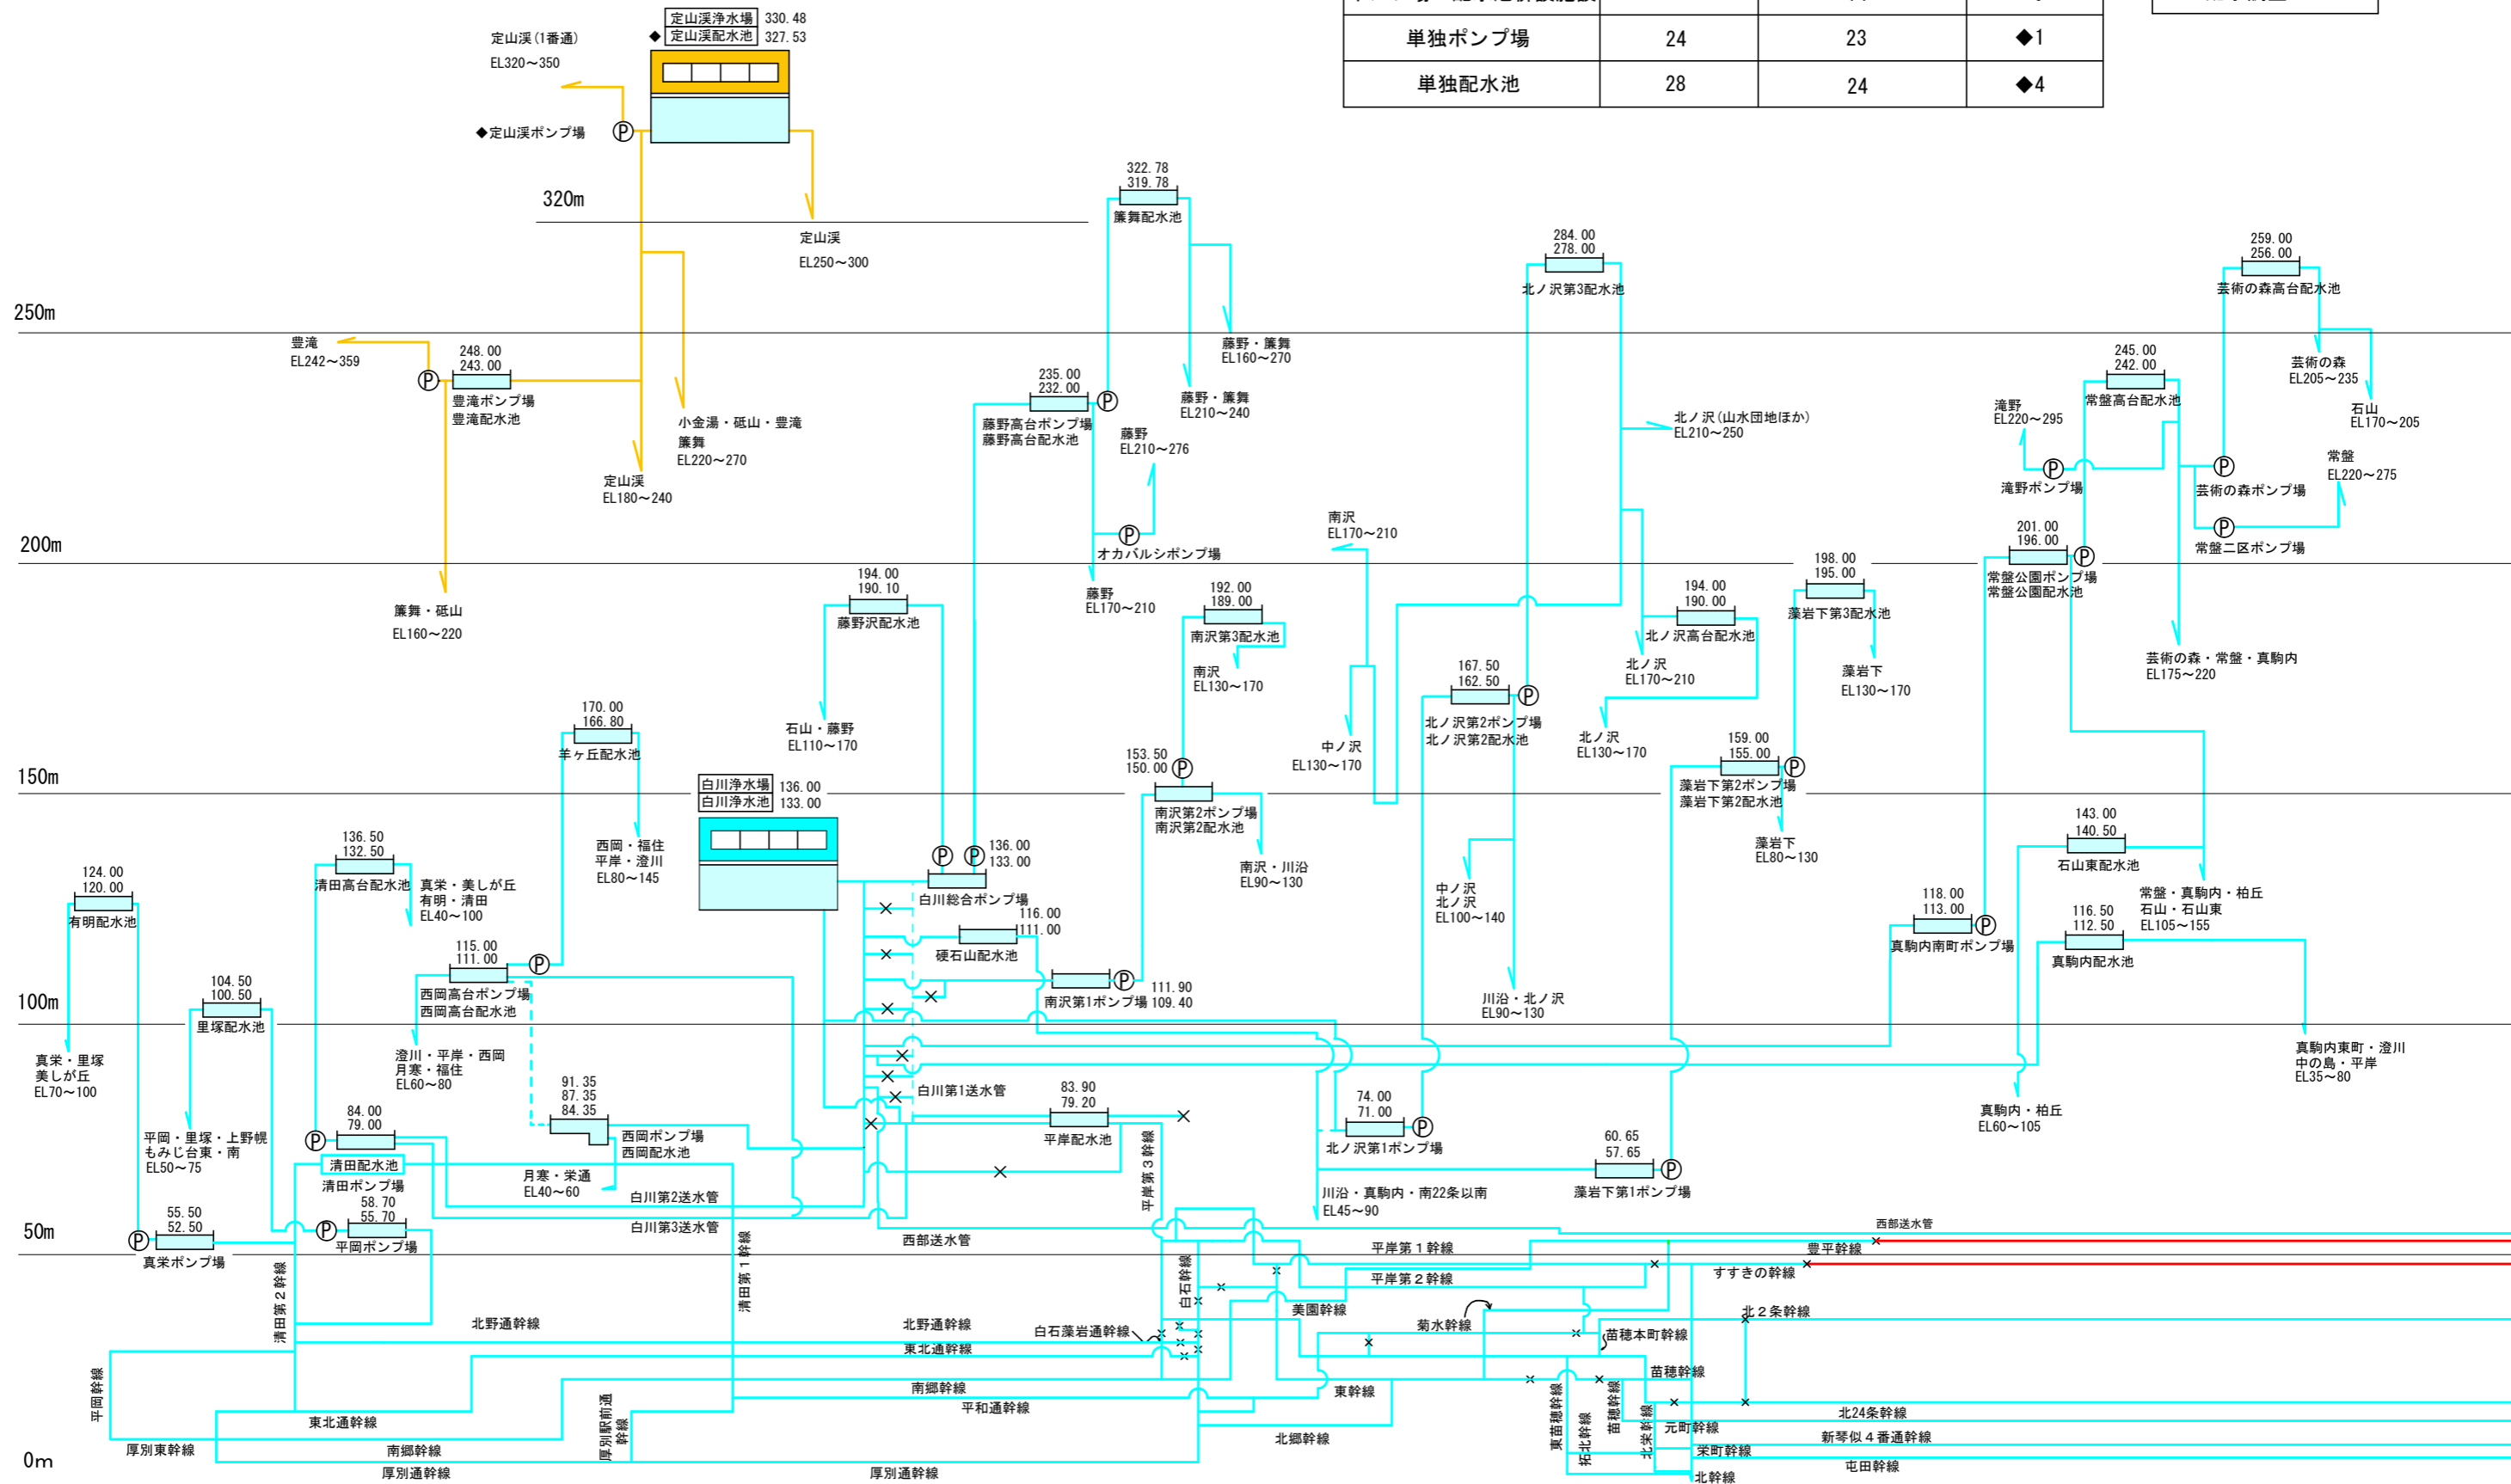 定山渓浄水場 330.48
◆ 定山渓配水池 327.53
定山渓(1番通)
EL320～350
◆定山渓ポンプ場
単独ポンプ場 24 23 ◆1
単独配水池 28 24 ◆4
320m
定山渓
EL250～300
322.78
319.78
簾舞配水池
284.00
278.00
北ノ沢第3配水池
259.00
256.00
芸術の森高台配水池
250m
豊滝
EL242～359
248.00
243.00
豊滝ポンプ場
豊滝配水池
小金湯・砥山・豊滝
簾舞
EL220～270
定山渓
EL180～240
235.00
232.00
藤野高台ポンプ場
藤野高台配水池
藤野・簾舞
EL160～270
藤野・簾舞
EL210～240
藤野
EL210～276
北ノ沢(山水団地ほか)
EL210～250
245.00
242.00
常盤高台配水池
芸術の森
EL205～235
石山
EL170～205
滝野
EL220～295
滝野ポンプ場
芸術の森ポンプ場
常盤
EL220～275
常盤二区ポンプ場
200m
簾舞・砥山
EL160～220
オカバルシポンプ場
藤野
EL170～210
194.00
190.10
藤野沢配水池
石山・藤野
EL110～170
192.00
189.00
南沢第3配水池
南沢
EL130～170
南沢
EL170～210
194.00
190.00
北ノ沢高台配水池
北ノ沢
EL170～210
北ノ沢
EL130～170
198.00
195.00
藻岩下第3配水池
藻岩下
EL130～170
201.00
196.00
常盤公園ポンプ場
常盤公園配水池
芸術の森・常盤・真駒内
EL175～220
170.00
166.80
羊ヶ丘配水池
167.50
162.50
北ノ沢第2ポンプ場
北ノ沢第2配水池
中ノ沢
EL130～170
150m
白川浄水場 136.00
白川浄水池 133.00
153.50
150.00
南沢第2ポンプ場
南沢第2配水池
159.00
155.00
藻岩下第2ポンプ場
藻岩下第2配水池
藻岩下
EL80～130
西岡・福住
平岸・澄川
EL80～145
136.50
132.50
清田高台配水池
真栄・美しが丘
有明・清田
EL40～100
124.00
120.00
有明配水池
136.00
133.00
白川総合ポンプ場
南沢・川沿
EL90～130
中ノ沢
北ノ沢
EL100～140
143.00
140.50
石山東配水池
常盤・真駒内・柏丘
石山・石山東
EL105～155
118.00
113.00
真駒内南町ポンプ場
116.50
112.50
真駒内配水池
116.00
111.00
硬石山配水池
115.00
111.00
西岡高台ポンプ場
西岡高台配水池
104.50
100.50
里塚配水池
111.90
109.40
南沢第1ポンプ場
川沿・北ノ沢
EL90～130
100m
真栄・里塚
美しが丘
EL70～100
澄川・平岸・西岡
月寒・福住
EL60～80
真駒内東町・澄川
中の島・平岸
EL35～80
91.35
87.35
84.35
西岡ポンプ場
西岡配水池
白川第1送水管
83.90
79.20
平岸配水池
74.00
71.00
北ノ沢第1ポンプ場
真駒内・柏丘
EL60～105
平岡・里塚・上野幌
もみじ台東・南
EL50～75
84.00
79.00
清田配水池
清田ポンプ場
月寒・栄通
EL40～60
60.65
57.65
藻岩下第1ポンプ場
川沿・真駒内・南22条以南
EL45～90
白川第2送水管
白川第3送水管
平岸第3幹線
58.70
55.70
平岡ポンプ場
55.50
52.50
真栄ポンプ場
50m
西部送水管
西部送水管
平岸第1幹線
豊平幹線
平岸第2幹線
すすきの幹線
清田第2幹線
清田第1幹線
白石幹線
美園幹線
北野通幹線
北野通幹線
白石藻岩通幹線
菊水幹線
苗穂本町幹線
北2条幹線
東北通幹線
苗穂幹線
平岡幹線
南郷幹線
東幹線
平和通幹線
東北通幹線
厚別駅前通
幹線
東苗穂幹線
拓北幹線
苗穂幹線
北栄幹線
元町幹線
北24条幹線
厚別東幹線
南郷幹線
北郷幹線
新琴似4番通幹線
栄町幹線
屯田幹線
0m
厚別通幹線
厚別通幹線
北幹線